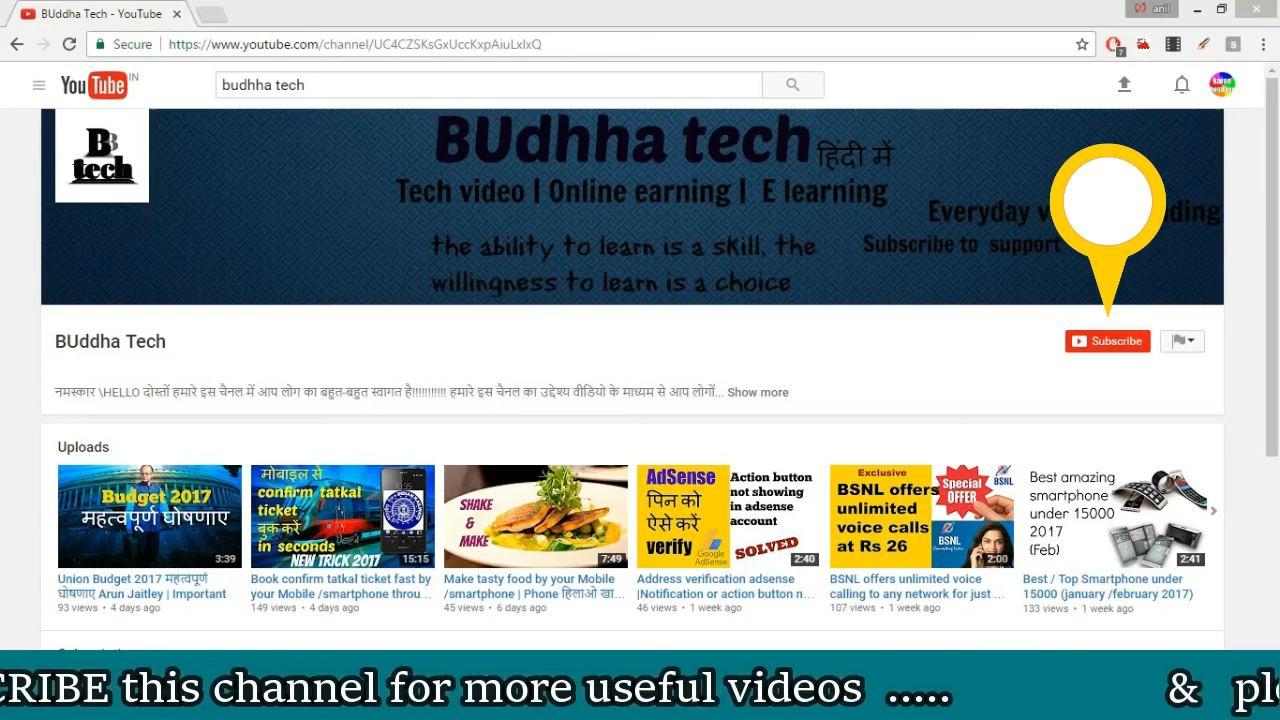 BUddha Tech - YouTube
anil
Secure
YouTube IN
budhha tech
7
s
BB
tech
BUdhha tech हिंदी में
Tech video | Online earning | E learning
Everyday
the ability to learn is a skill, the
Subscribe to support
willingness to learn is a choice
BUddha Tech
Subscribe
नमस्कार \HELLO दोस्तों हमारे इस चैनल में आप लोग का बहुत-बहुत स्वागत है!!!!!!!!!!! हमारे इस चैनल का उद्देश्य वीडियो के माध्यम से आप लोगों... Show more
Uploads
Budget 2017
महत्वपूर्ण घोषणाए
3:39
मोबाइल से
confirm tatkal
ticket
बुक करें
in seconds
NEW TRICK 2017
15:15
SHAKE
&
MAKE
7:49
AdSense
पिन को
ऐसे करें
verify
Action button
not showing
in adsense
account
SOLVED
Google
AdSense
2:40
Exclusive
BSNL offers
unlimited
voice calls
at Rs 26
Special
OFFER
BSNL
BSNL
2:00
Best amazing
smartphone
under 15000
2017
(Feb)
2:41
Union Budget 2017 महत्वपूर्ण
घोषणाए Arun Jaitley | Important
93 views • 4 days ago
Book confirm tatkal ticket fast by
your Mobile /smartphone throu...
149 views • 4 days ago
Make tasty food by your Mobile
/smartphone | Phone हिलाओ खा...
45 views • 6 days ago
Address verification adsense
|Notification or action button n...
46 views • 1 week ago
BSNL offers unlimited voice
calling to any network for just ...
107 views • 1 week ago
Best / Top Smartphone under
15000 (january /february 2017)
133 views • 1 week ago
CRIBE this channel for more useful videos ..... & ple